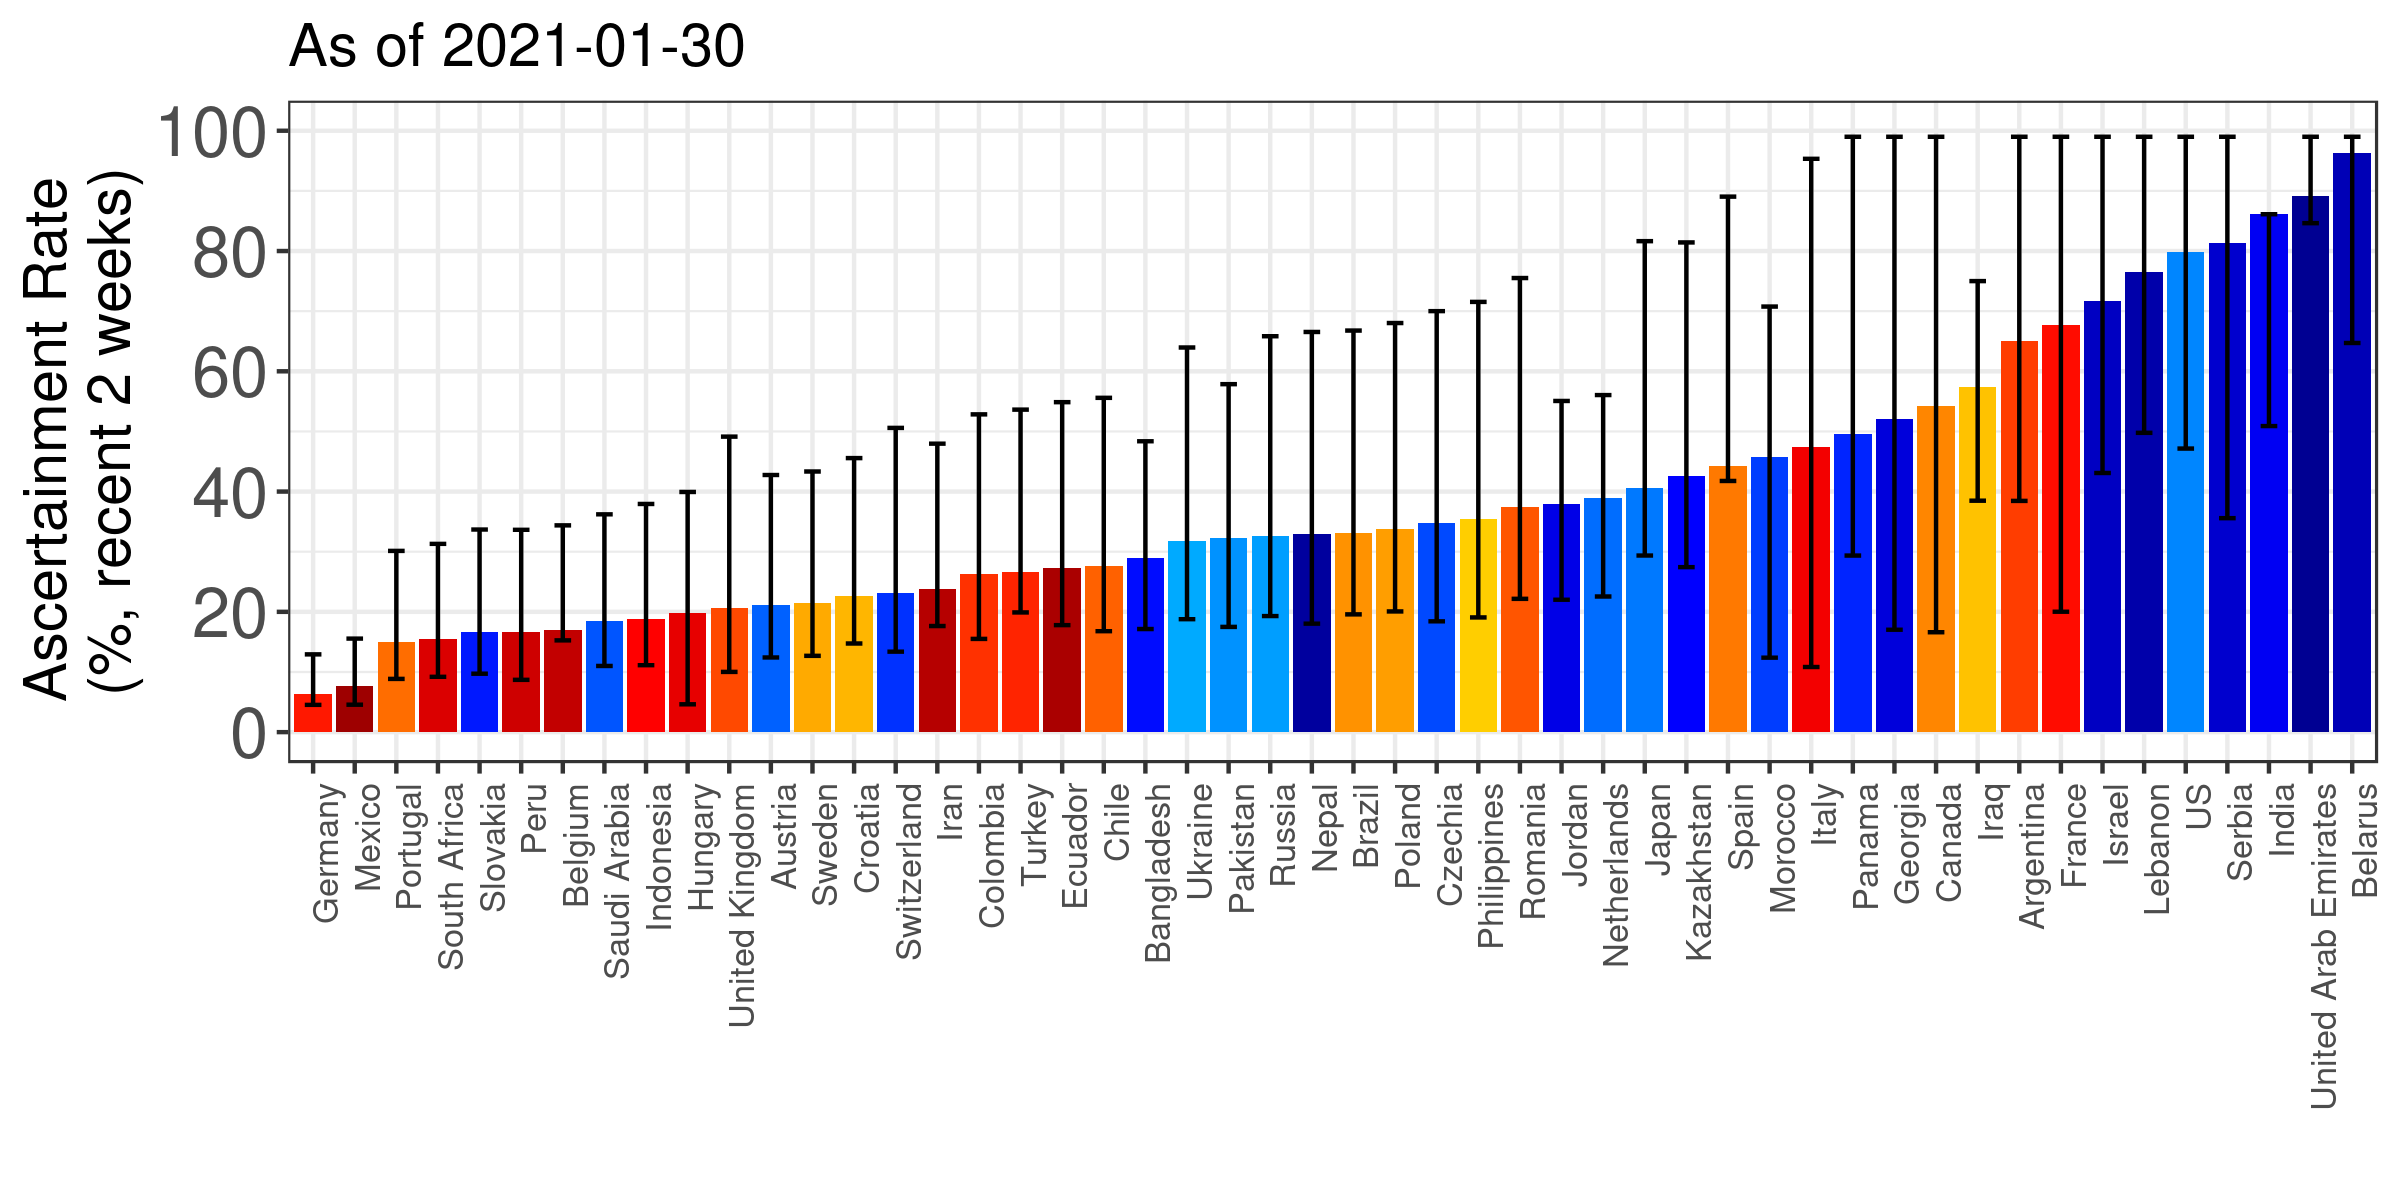 As of 2021-01-30
Ascertainment Rate
(%, recent 2 weeks)
100
80
60
40
20
0
Germany
Mexico
Portugal
South Africa
Slovakia
Peru
Belgium
Saudi Arabia
Indonesia
Hungary
United Kingdom
Austria
Sweden
Croatia
Switzerland
Iran
Colombia
Turkey
Ecuador
Chile
Bangladesh
Ukraine
Pakistan
Russia
Nepal
Brazil
Poland
Czechia
Philippines
Romania
Jordan
Netherlands
Japan
Kazakhstan
Spain
Morocco
Italy
Panama
Georgia
Canada
Iraq
Argentina
France
Israel
Lebanon
US
Serbia
India
United Arab Emirates
Belarus